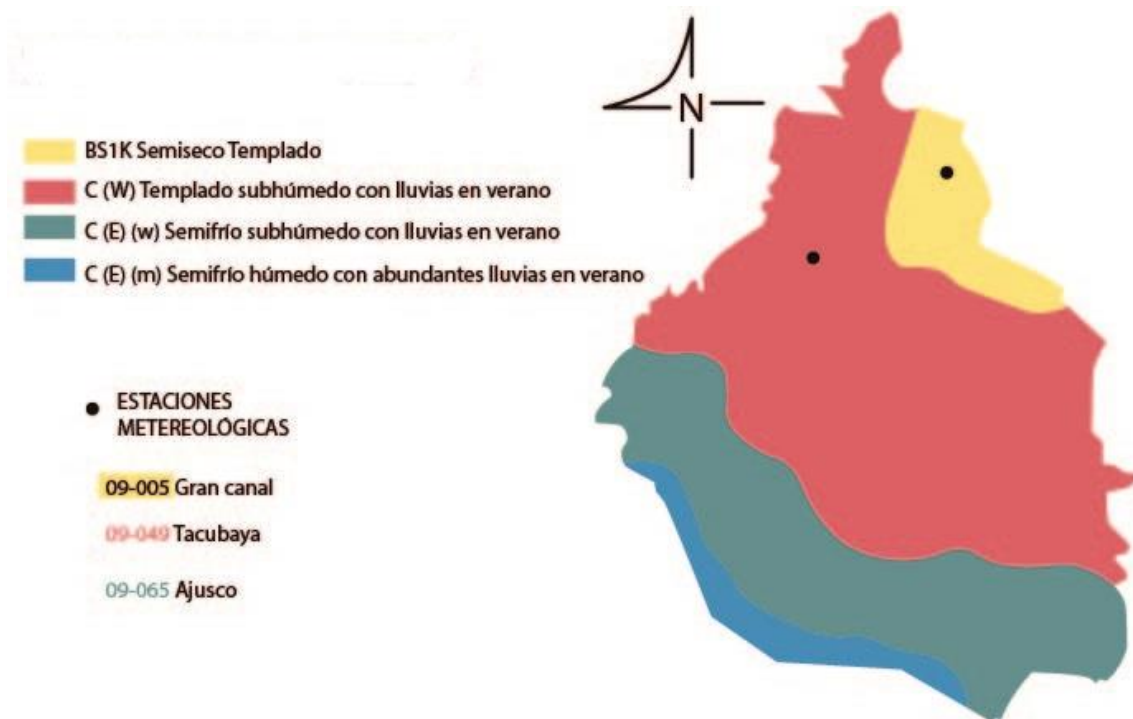 N
BS1K Semiseco Templado
C (W) Templado subhúmedo con lluvias en verano
C (E) (w) Semifrío subhúmedo con Lluvias en verano
C (E) (m) Semifrío húmedo con abundantes lluvias en verano
ESTACIONES
METEREOLÓGICAS
09-005 Gran canal
09-049 Tacubaya
09-065 Ajusco